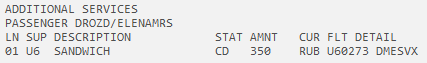 ADDITIONAL SERVICES
PASSENGER DROZD/ELENAMRS
LN SUP DESCRIPTION STAT AMNT CUR FLT DETAIL
01 U6 SANDWICH CD 350 RUB U60273 DMESVX